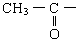 CH₃ — C —
O